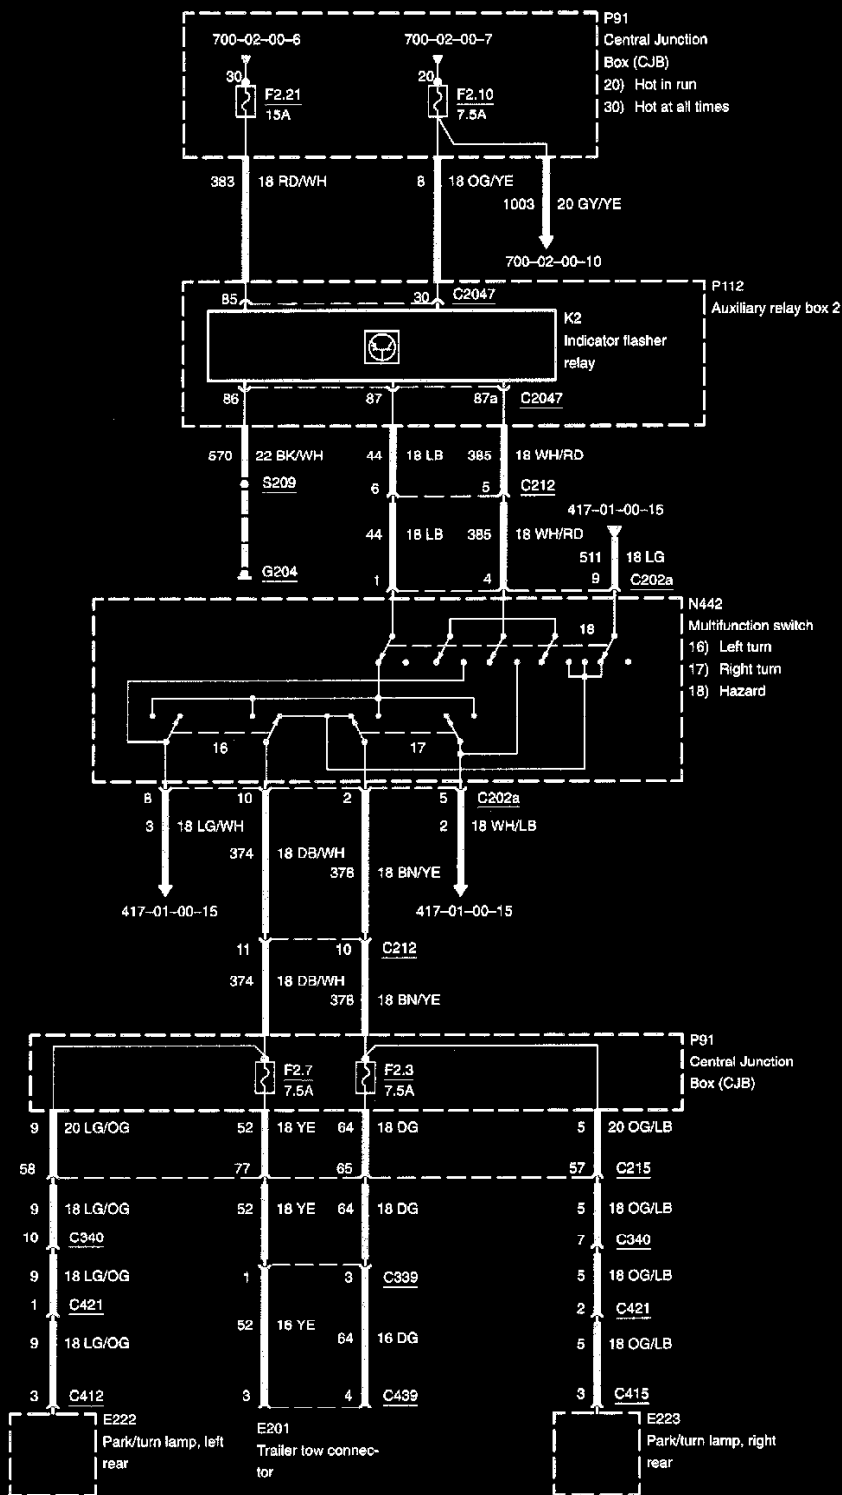 P91
Central Junction
Box (CJB)
20) Hot in run
30) Hot at all times
700-02-00-6
700-02-00-7
30
F2.21
15A
20
F2.10
7.5A
383
18 RD/WH
8
18 OG/YE
1003
20 GY/YE
700-02-00-10
P112
Auxiliary relay box 2
85
30
C2047
K2
Indicator flasher
relay
86
87
87a
C2047
570
22 BK/WH
44
18 LB
385
18 WH/RD
S209
6
5
C212
417-01-00-15
44
18 LB
385
18 WH/RD
511
18 LG
G204
1
4
9
C202a
N442
Multifunction switch
16) Left turn
17) Right turn
18) Hazard
18
16
17
8
10
2
5
C202a
3
18 LG/WH
2
18 WH/LB
374
18 DB/WH
378
18 BN/YE
417-01-00-15
417-01-00-15
11
10
C212
374
18 DB/WH
378
18 BN/YE
P91
Central Junction
Box (CJB)
F2.7
7.5A
F2.3
7.5A
9
20 LG/OG
52
18 YE
64
18 DG
5
20 OG/LB
58
77
65
57
C215
9
18 LG/OG
52
18 YE
64
18 DG
5
18 OG/LB
10
C340
7
C340
9
18 LG/OG
1
3
C339
5
18 OG/LB
1
C421
2
C421
52
16 YE
64
16 DG
9
18 LG/OG
5
18 OG/LB
3
C412
3
4
C439
3
C415
E222
Park/turn lamp, left
rear
E201
Trailer tow connec-
tor
E223
Park/turn lamp, right
rear